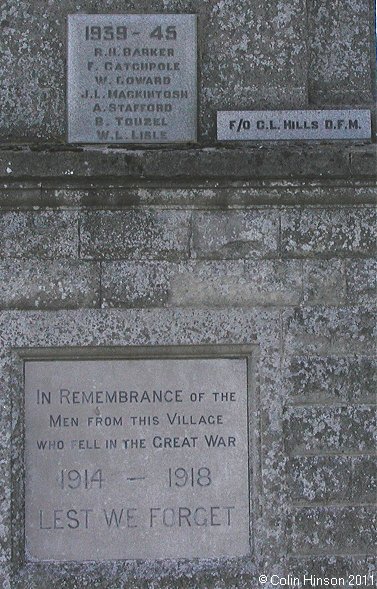 1939 - 45
R.H. BARKER
F. CATCHPOLE
W. COWARD
J.L. MACKINTOSH
A. STAFFORD
B. TOUZEL
W.L. LISLE
F/O C.L. HILLS D.F.M.
IN REMEMBRANCE OF THE
MEN FROM THIS VILLAGE
WHO FELL IN THE GREAT WAR
1914 — 1918
LEST WE FORGET
©Colin Hinson 2011